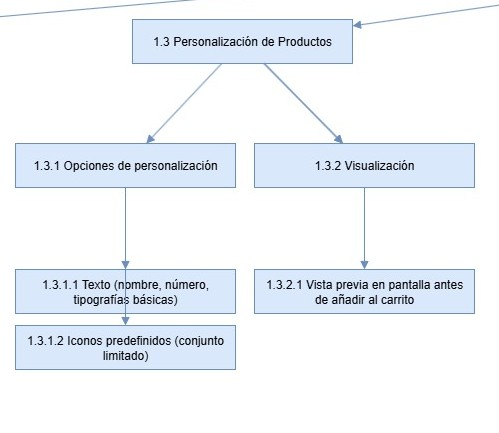 1.3 Personalización de Productos
1.3.1 Opciones de personalización
1.3.2 Visualización
1.3.1.1 Texto (nombre, número,
tipografías básicas)
1.3.2.1 Vista previa en pantalla antes
de añadir al carrito
1.3.1.2 Iconos predefinidos (conjunto
limitado)